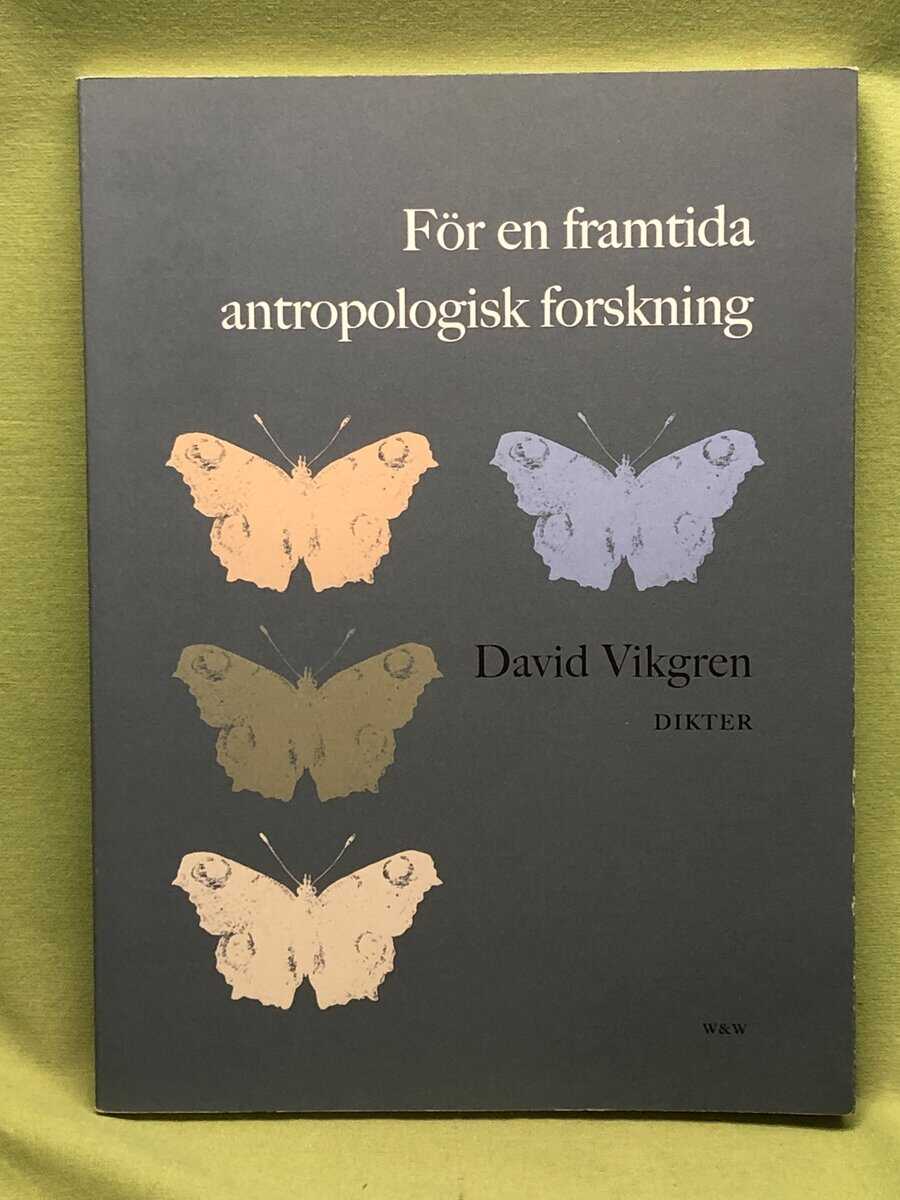 För en framtida
antropologisk forskning
David Vikgren
DIKTER
W&W